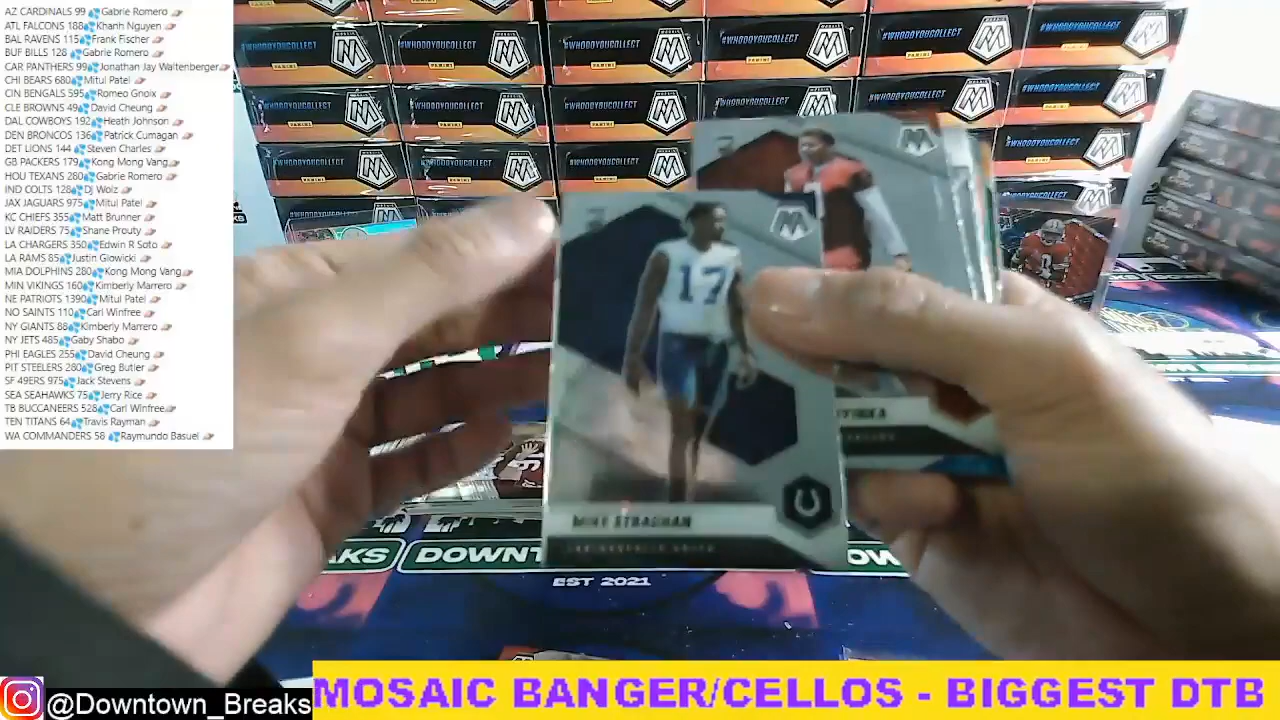 AZ CARDINALS 99💦Gabrie Romero
ATL FALCONS 188💦Khanh Nguyen
BAL RAVENS 115💦Frank Fischer
BUF BILLS 128 💦Gabrie Romero
CAR PANTHERS 99💦Jonathan Jay Waltenberger
CHI BEARS 680💦Mitul Patel
CIN BENGALS 595💦Romeo Gnoix
CLE BROWNS 49💦David Cheung
DAL COWBOYS 192💦Heath Johnson
DEN BRONCOS 136💦Patrick Cumagan
DET LIONS 144 💦Steven Charles
GB PACKERS 179💦Kong Mong Vang
HOU TEXANS 280💦Gabrie Romero
IND COLTS 128💦DJ Woiz
JAX JAGUARS 975💦Mitul Patel
KC CHIEFS 355💦Matt Brunner
LV RAIDERS 75💦Shane Prouty
LA CHARGERS 350💦Edwin R Soto
LA RAMS 85💦Justin Glowicki
MIA DOLPHINS 280💦Kong Mong Vang
MIN VIKINGS 160💦Kimberly Marrero
NE PATRIOTS 1390💦Mitul Patel
NO SAINTS 110💦Carl Winfree
NY GIANTS 88💦Kimberly Marrero
NY JETS 485💦Gaby Shabo
PHI EAGLES 255💦David Cheung
PIT STEELERS 280💦Greg Butler
SF 49ERS 975💦Jack Stevens
SEA SEAHAWKS 75💦Jerry Rice
TB BUCCANEERS 528💦Carl Winfree
TEN TITANS 64💦Travis Rayman
WA COMMANDERS 58 💦Raymundo Basuel
#WHODOYOUCOLLECT
PANINI
17
MIKE STRACHAN
INDIANAPOLIS COLTS
DOWNT
EST 2021
@Downtown_Breaks
MOSAIC BANGER/CELLOS - BIGGEST DTB